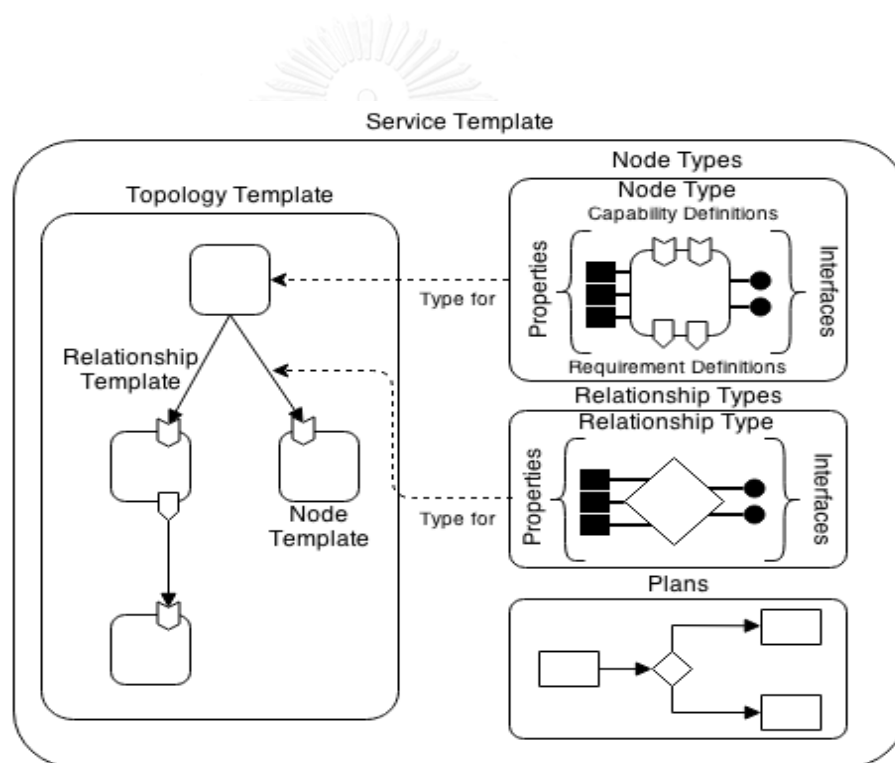 Service Template
Topology Template
Relationship
Template
Node
Template
Type for
Type for
Node Types
Node Type
Capability Definitions
Properties
Interfaces
Requirement Definitions
Relationship Types
Relationship Type
Properties
Interfaces
Plans